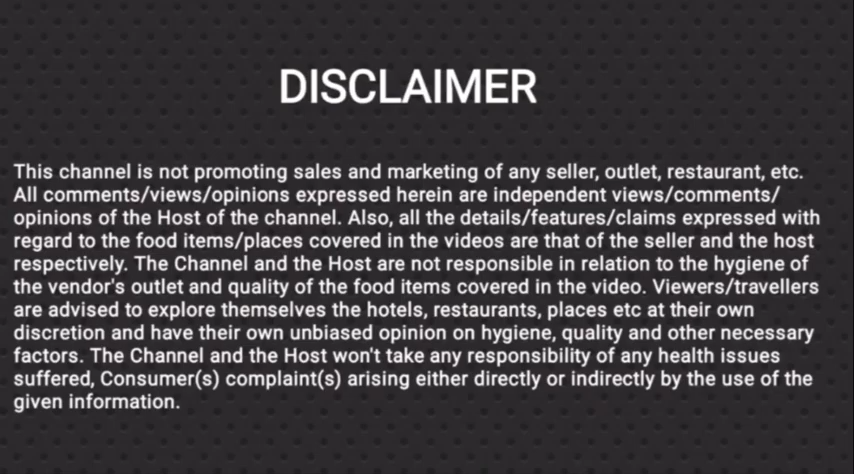 DISCLAIMER
This channel is not promoting sales and marketing of any seller, outlet, restaurant, etc.
All comments/views/opinions expressed herein are independent views/comments/
opinions of the Host of the channel. Also, all the details/features/claims expressed with
regard to the food items/places covered in the videos are that of the seller and the host
respectively. The Channel and the Host are not responsible in relation to the hygiene of
the vendor's outlet and quality of the food items covered in the video. Viewers/travellers
are advised to explore themselves the hotels, restaurants, places etc at their own
discretion and have their own unbiased opinion on hygiene, quality and other necessary
factors. The Channel and the Host won't take any responsibility of any health issues
suffered, Consumer(s) complaint(s) arising either directly or indirectly by the use of the
given information.